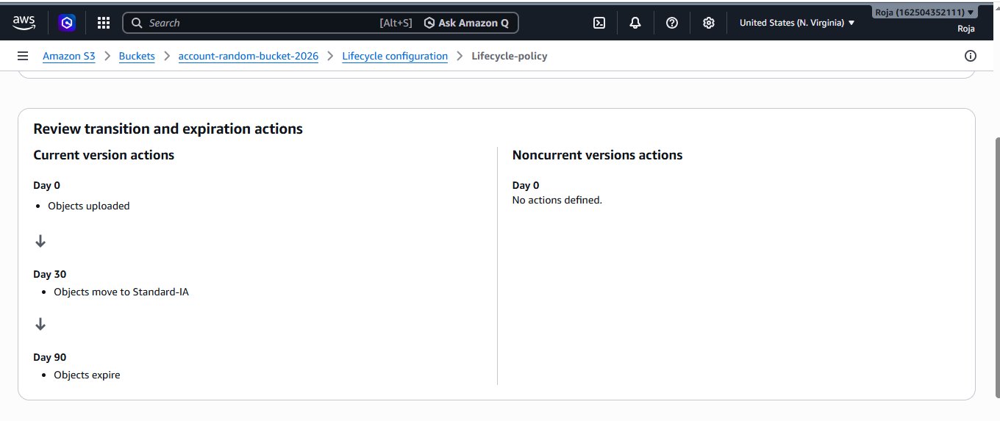 aws
Search [Alt+S] Ask Amazon Q
United States (N. Virginia) ▼
Roja (162504352111) ▼
Roja
Amazon S3 > Buckets > account-random-bucket-2026 > Lifecycle configuration > Lifecycle-policy
Review transition and expiration actions
Current version actions
Day 0
• Objects uploaded
↓
Day 30
• Objects move to Standard-IA
↓
Day 90
• Objects expire
Noncurrent versions actions
Day 0
No actions defined.